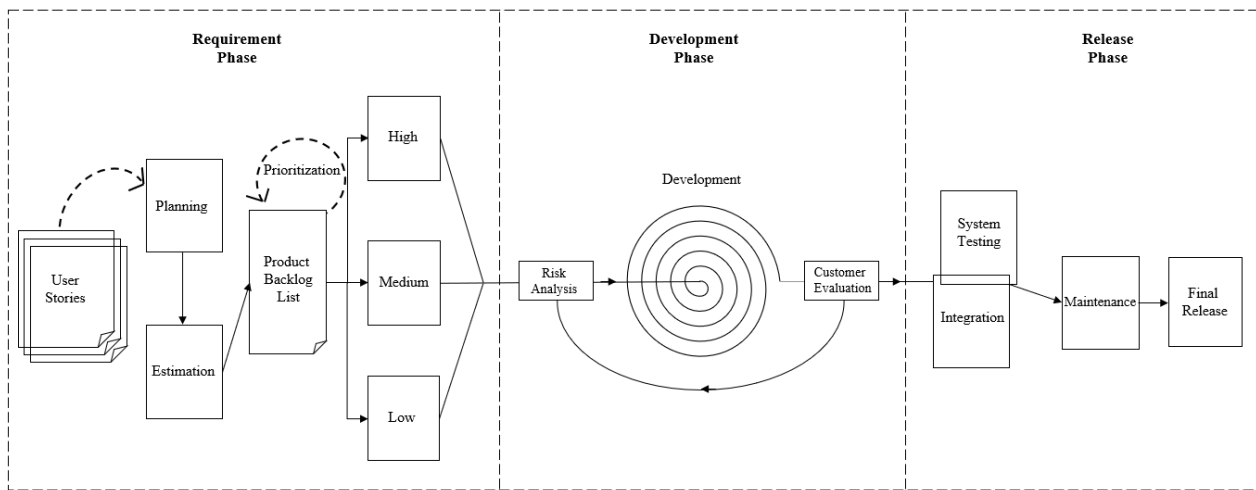 Requirement
Phase
Development
Phase
Release
Phase
User
Stories
Planning
Estimation
Prioritization
Product
Backlog
List
High
Medium
Low
Risk
Analysis
Development
Customer
Evaluation
System
Testing
Integration
Maintenance
Final
Release